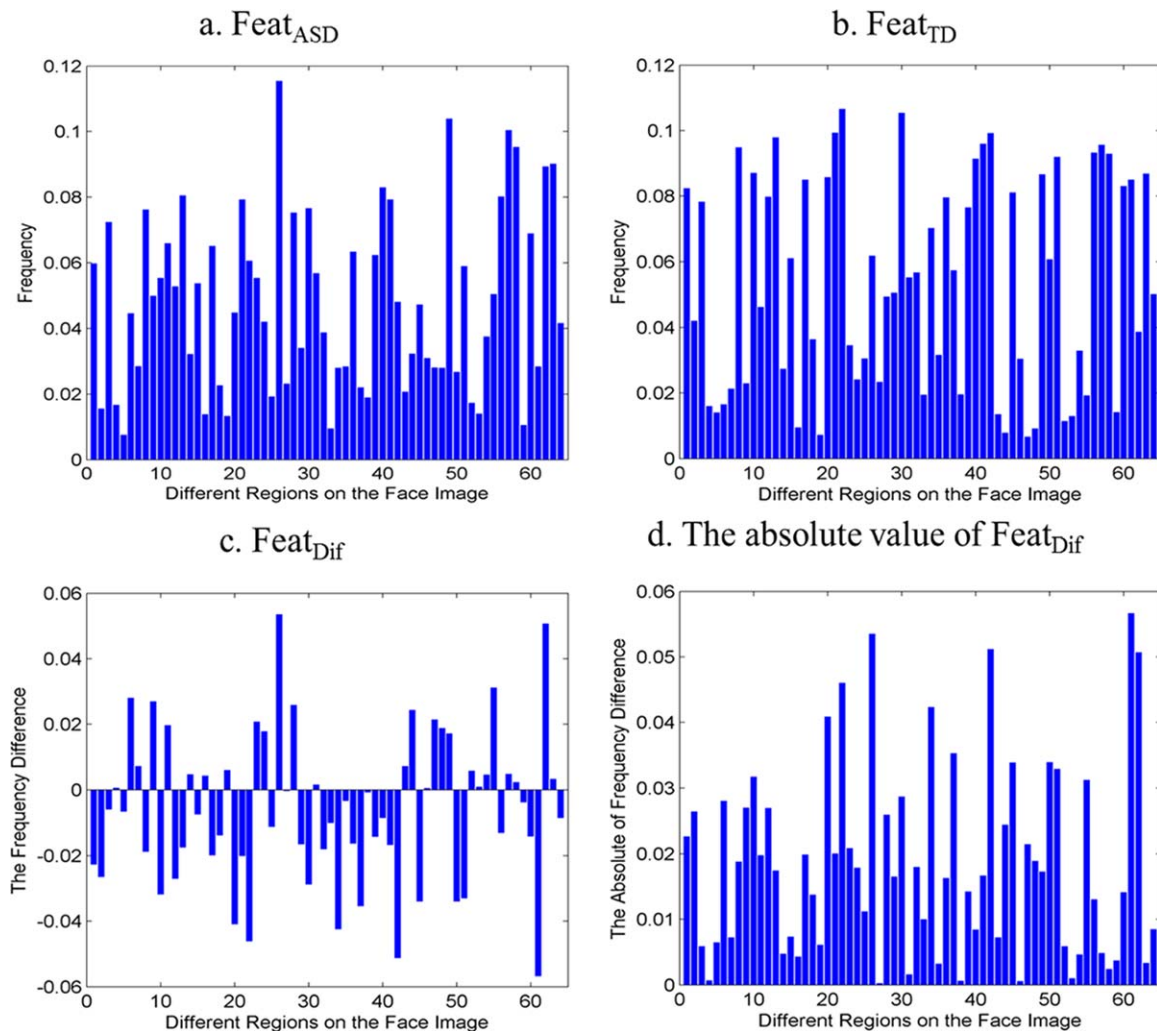 a. FeatASD
0.12
0.1
0.08
0.06
0.04
0.02
0
Frequency
0 10 20 30 40 50 60
Different Regions on the Face Image
b. FeatTD
0.12
0.1
0.08
0.06
0.04
0.02
0
Frequency
0 10 20 30 40 50 60
Different Regions on the Face Image
c. FeatDif
0.06
0.04
0.02
0
-0.02
-0.04
-0.06
The Frequency Difference
0 10 20 30 40 50 60
Different Regions on the Face Image
d. The absolute value of FeatDif
0.06
0.05
0.04
0.03
0.02
0.01
0
The Absolute of Frequency Difference
0 10 20 30 40 50 60
Different Regions on the Face Image